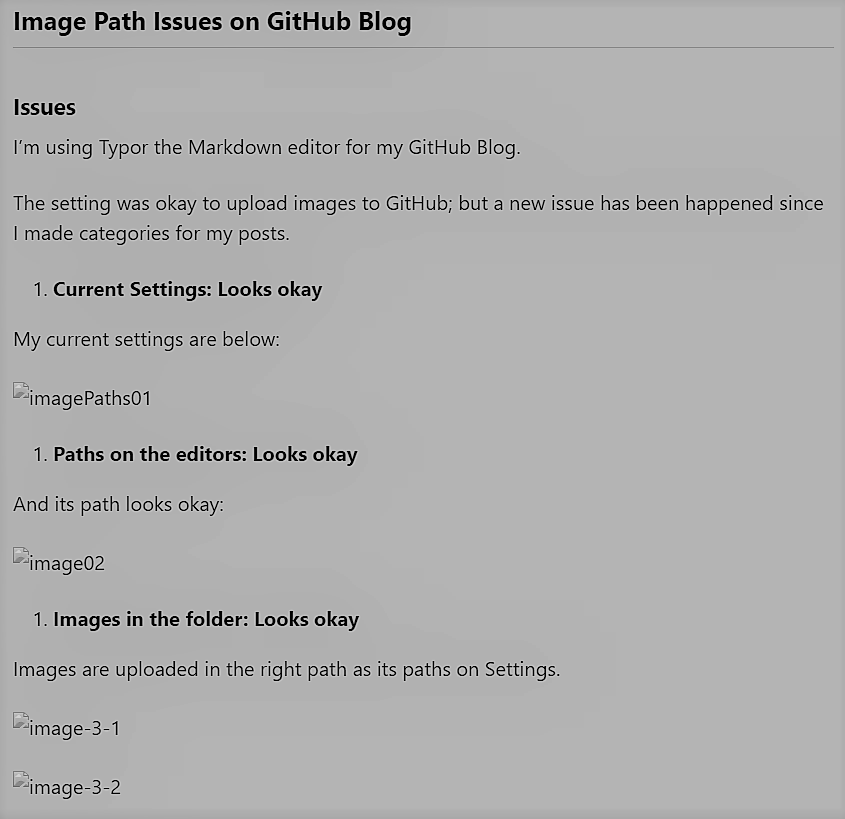 Image Path Issues on GitHub Blog
Issues
I’m using Typor the Markdown editor for my GitHub Blog.
The setting was okay to upload images to GitHub; but a new issue has been happened since
I made categories for my posts.
1. Current Settings: Looks okay
My current settings are below:
imagePaths01
1. Paths on the editors: Looks okay
And its path looks okay:
image02
1. Images in the folder: Looks okay
Images are uploaded in the right path as its paths on Settings.
image-3-1
image-3-2